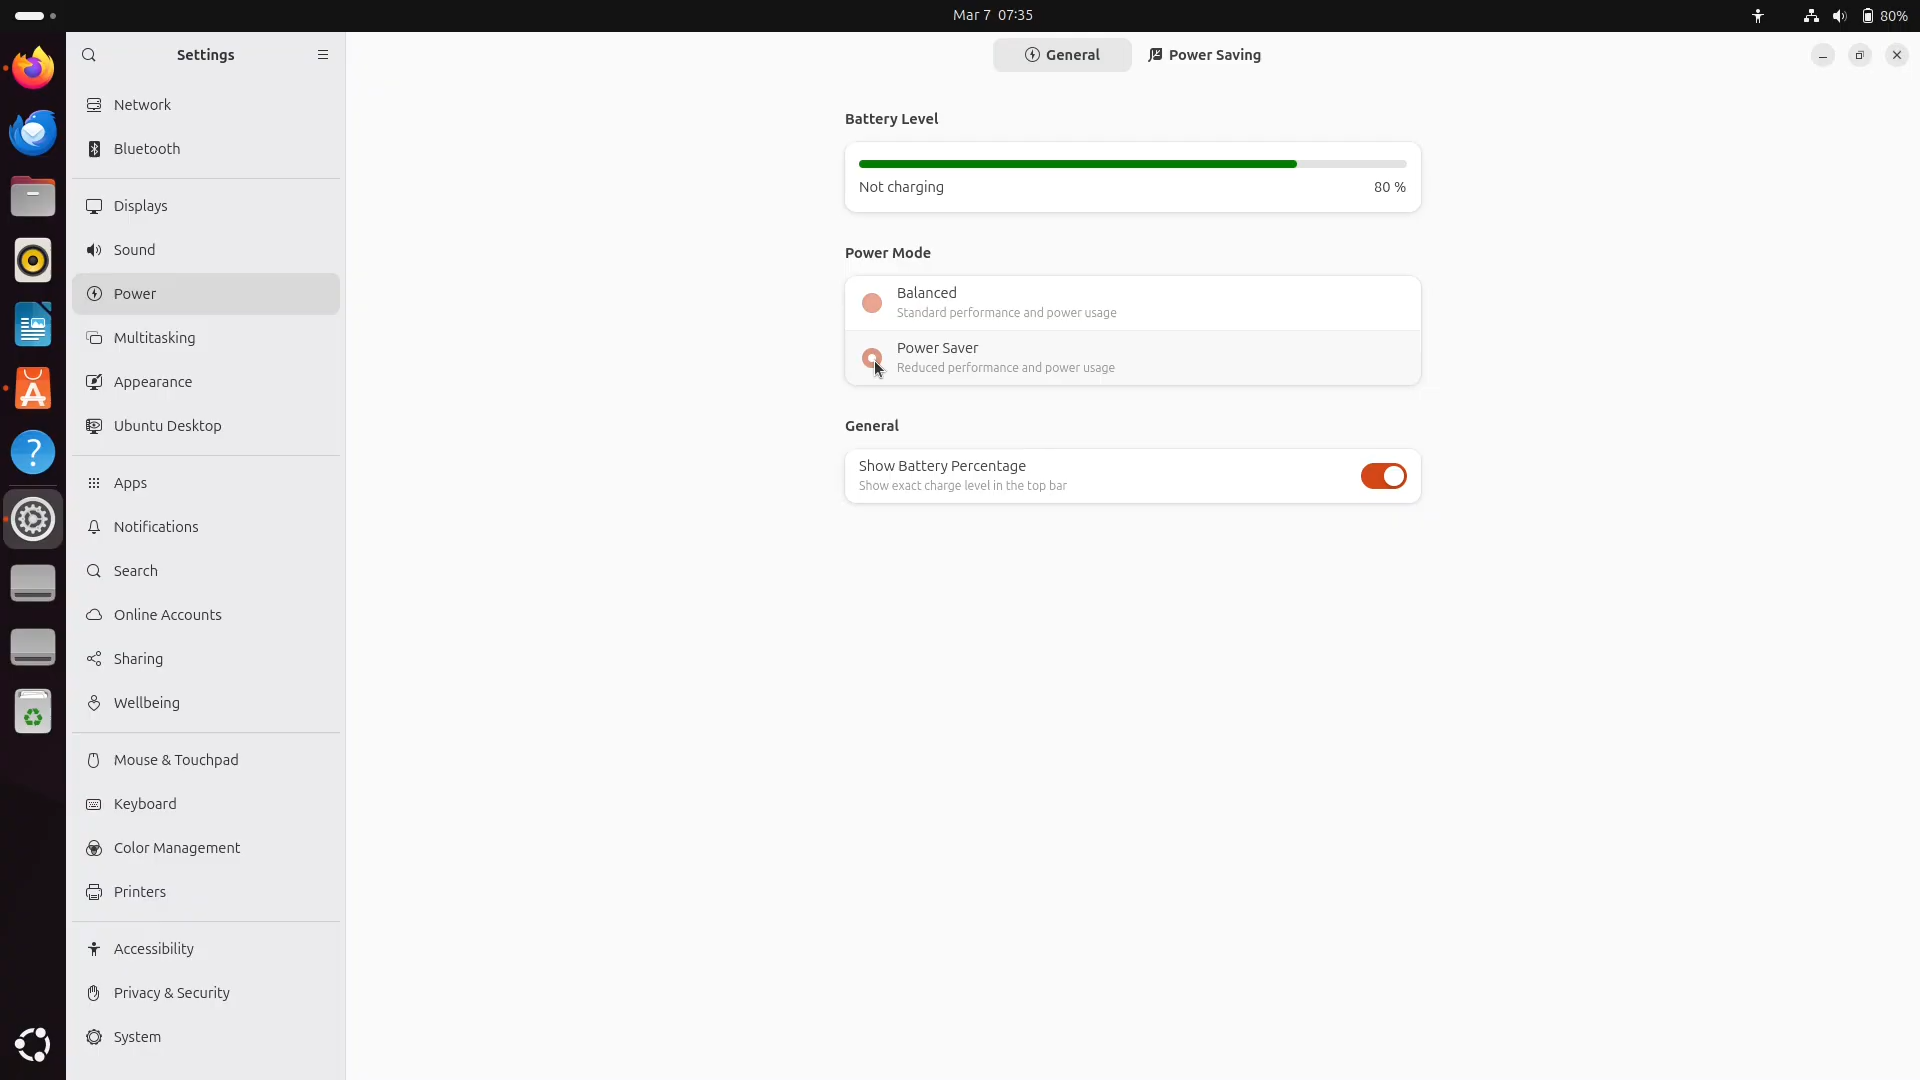 Mar 7 07:35
80%
Settings
General
Power Saving
Network
Bluetooth
Displays
Sound
Power
Multitasking
Appearance
Ubuntu Desktop
Apps
Notifications
Search
Online Accounts
Sharing
Wellbeing
Mouse & Touchpad
Keyboard
Color Management
Printers
Accessibility
Privacy & Security
System
Battery Level
Not charging
80 %
Power Mode
Balanced
Standard performance and power usage
Power Saver
Reduced performance and power usage
General
Show Battery Percentage
Show exact charge level in the top bar